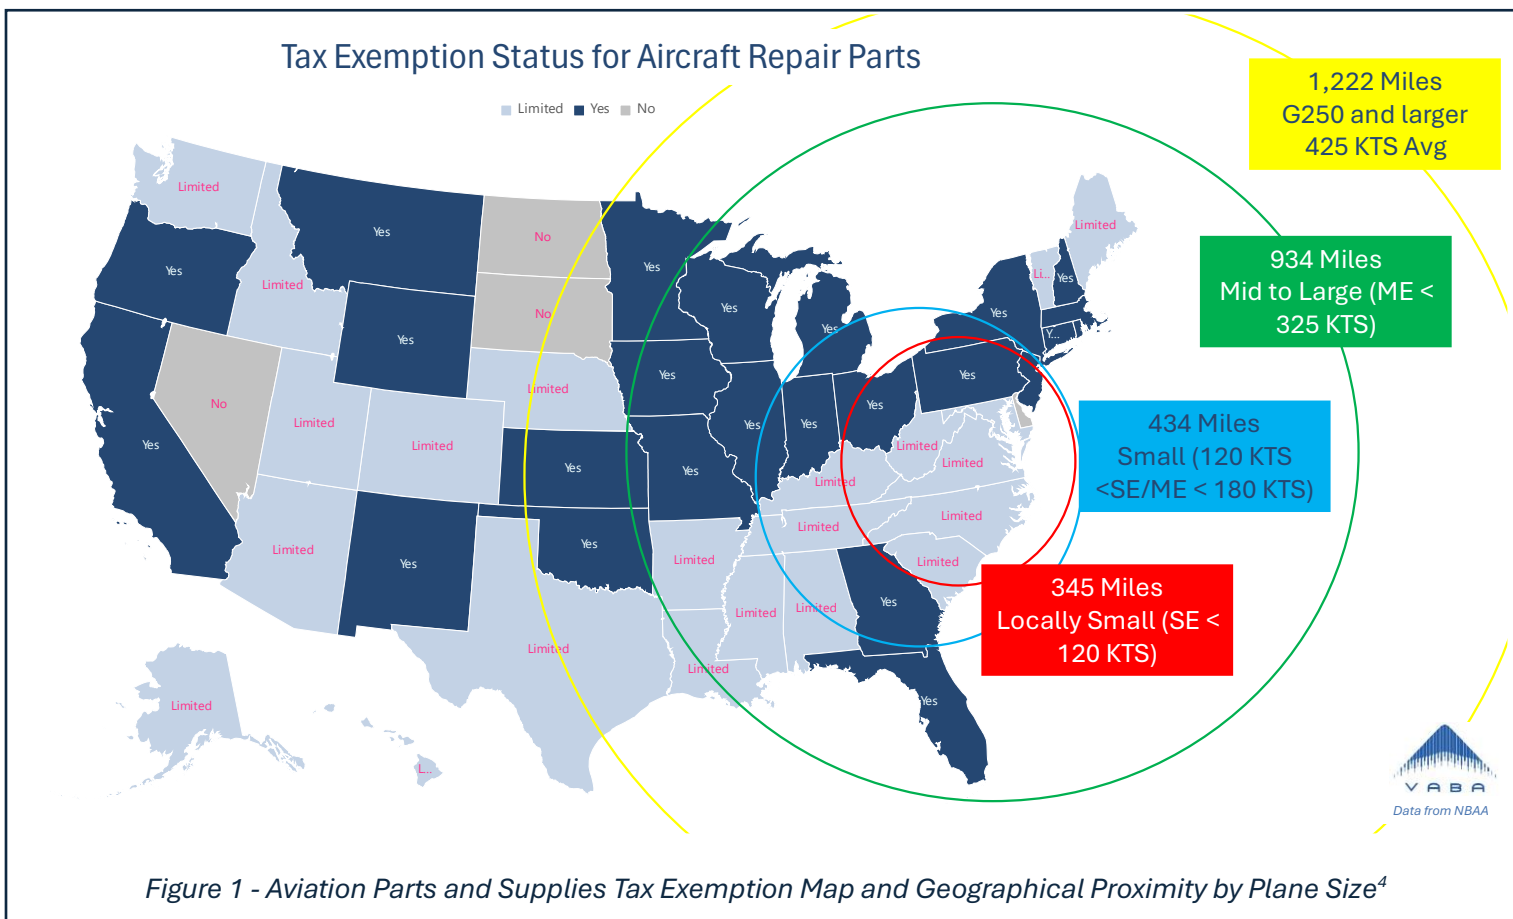 Tax Exemption Status for Aircraft Repair Parts
Limited Yes No
1,222 Miles
G250 and larger
425 KTS Avg
934 Miles
Mid to Large (ME <
325 KTS)
434 Miles
Small (120 KTS
<SE/ME < 180 KTS)
345 Miles
Locally Small (SE <
120 KTS)
Limited
Yes
Limited
Yes
Yes
No
No
Yes
Yes
No
Limited
Limited
Limited
Yes
Limited
Yes
Yes
Limited
Yes
Yes
Yes
Limited
Limited
Yes
Yes
Yes
Yes
Yes
Limited
Limited
Limited
Limited
Limited
Yes
Yes
Limited
Limited
Limited
Limited
Yes
Yes
Yes
Li...
Yes
Limited
Y...
Limited
L...
VABA
Data from NBAA
Figure 1 - Aviation Parts and Supplies Tax Exemption Map and Geographical Proximity by Plane Size⁴